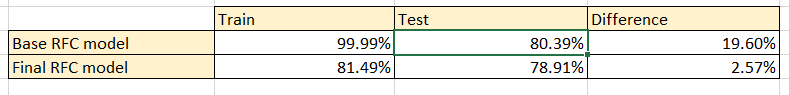 Train Test Difference
Base RFC model 99.99% 80.39% 19.60%
Final RFC model 81.49% 78.91% 2.57%